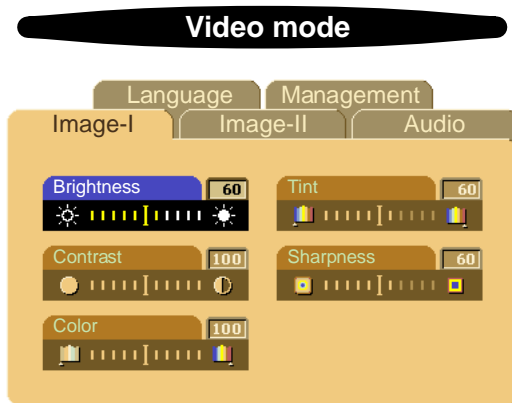 Video mode
Language Management
Image-I Image-II Audio
Brightness 60 Tint 60
Contrast 100 Sharpness 60
Color 100